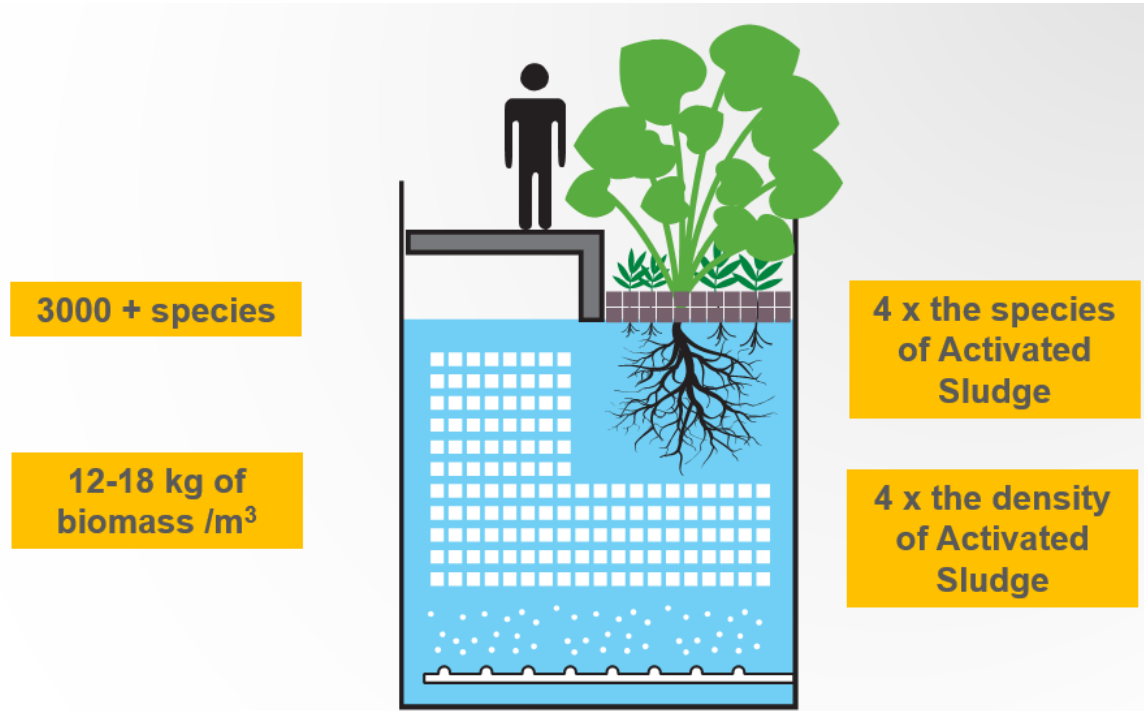 3000 + species
12-18 kg of
biomass /m³
4 x the species
of Activated
Sludge
4 x the density
of Activated
Sludge